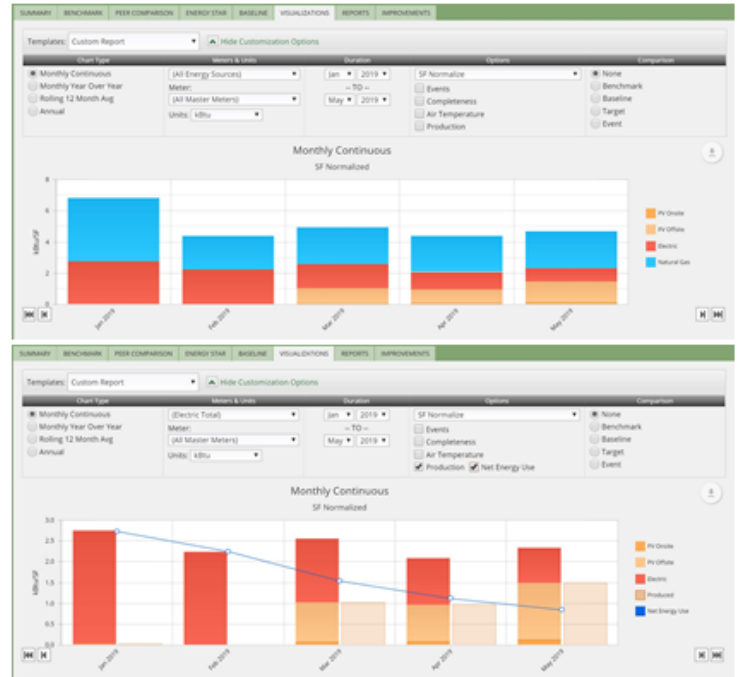 SUMMARY BENCHMARK PEER COMPARISON ENERGY STAR BASELINE VISUALIZATIONS REPORTS IMPROVEMENTS
Templates: Custom Report Hide Customization Options
Chart Type Meters & Units Duration Options Comparison
Monthly Continuous (All Energy Sources) Jan 2019 SF Normalize None
Monthly Year Over Year Meter: -- TO -- Events Benchmark
Rolling 12 Month Avg (All Master Meters) May 2019 Completeness Baseline
Annual Units: kBtu Air Temperature Target
Production Event
Monthly Continuous
SF Normalized
8
6
4
2
0
kBtu/SF
PV Onsite
PV Offsite
Electric
Natural Gas
Jan 2019 Feb 2019 Mar 2019 Apr 2019 May 2019
SUMMARY BENCHMARK PEER COMPARISON ENERGY STAR BASELINE VISUALIZATIONS REPORTS IMPROVEMENTS
Templates: Custom Report Hide Customization Options
Chart Type Meters & Units Duration Options Comparison
Monthly Continuous (Electric Total) Jan 2019 SF Normalize None
Monthly Year Over Year Meter: -- TO -- Events Benchmark
Rolling 12 Month Avg (All Master Meters) May 2019 Completeness Baseline
Annual Units: kBtu Air Temperature Target
Production Net Energy Use Event
Monthly Continuous
SF Normalized
3.0
2.5
2.0
1.5
1.0
0.5
0.0
kBtu/SF
PV Onsite
PV Offsite
Electric
Produced
Net Energy Use
Jan 2019 Feb 2019 Mar 2019 Apr 2019 May 2019